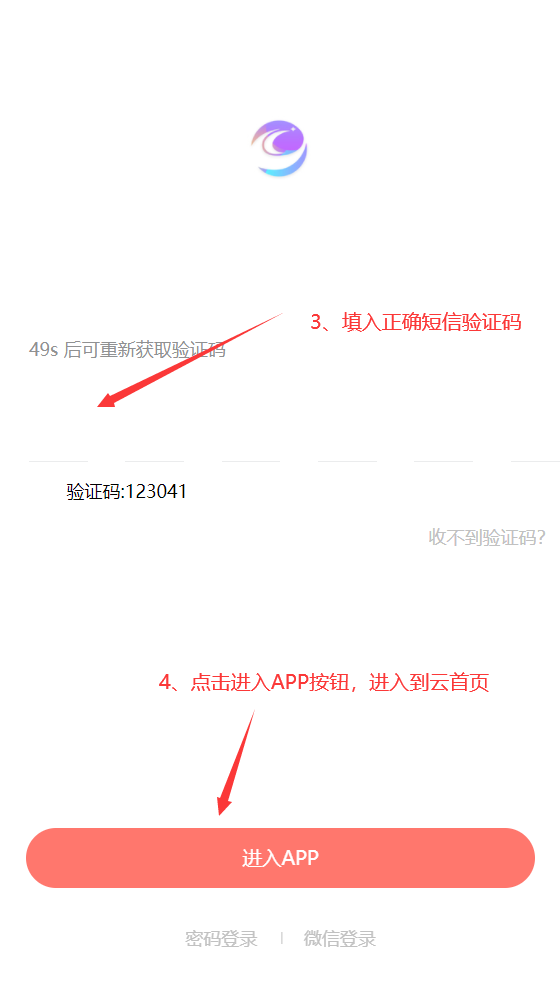 3、填入正确短信验证码
49s 后可重新获取验证码
验证码:123041
收不到验证码?
4、点击进入APP按钮，进入到云首页
进入APP
密码登录 | 微信登录